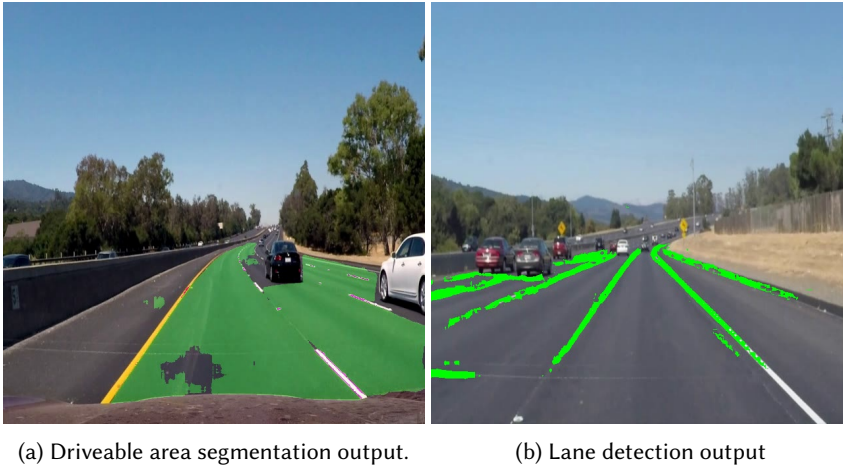 (a) Driveable area segmentation output.
(b) Lane detection output